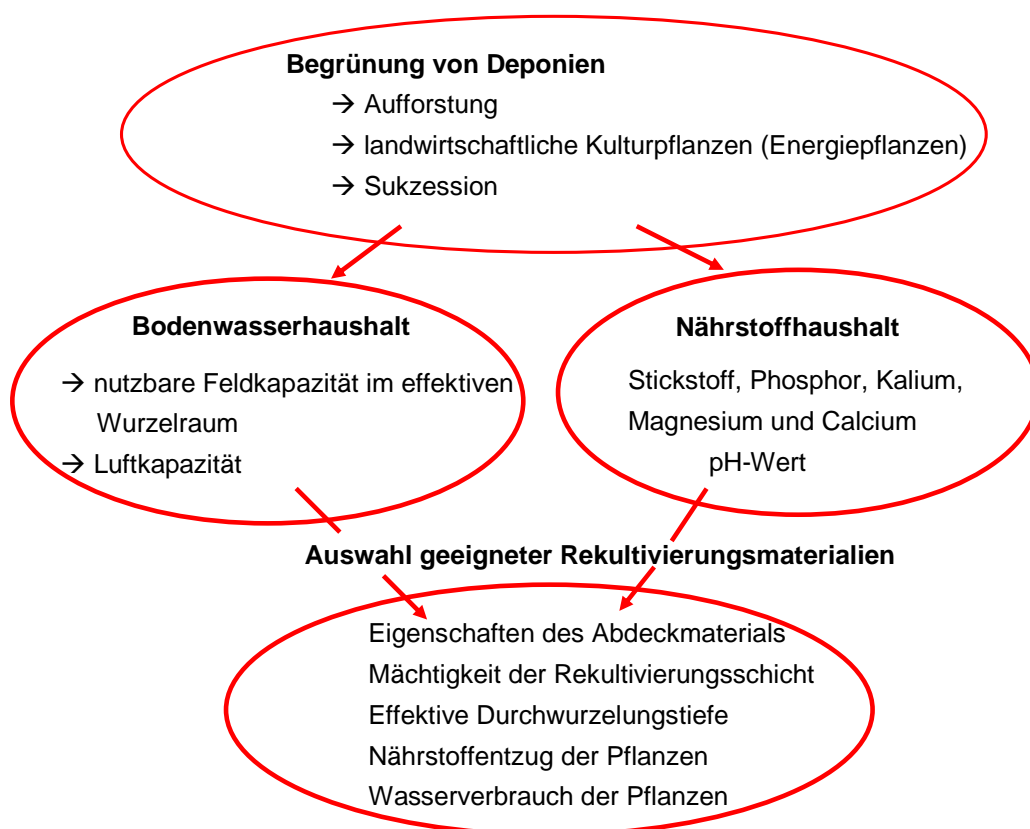 Begrünung von Deponien
→ Aufforstung
→ landwirtschaftliche Kulturpflanzen (Energiepflanzen)
→ Sukzession
Bodenwasserhaushalt
→ nutzbare Feldkapazität im effektiven
Wurzelraum
→ Luftkapazität
Nährstoffhaushalt
Stickstoff, Phosphor, Kalium,
Magnesium und Calcium
pH-Wert
Auswahl geeigneter Rekultivierungsmaterialien
Eigenschaften des Abdeckmaterials
Mächtigkeit der Rekultivierungsschicht
Effektive Durchwurzelungstiefe
Nährstoffentzug der Pflanzen
Wasserverbrauch der Pflanzen